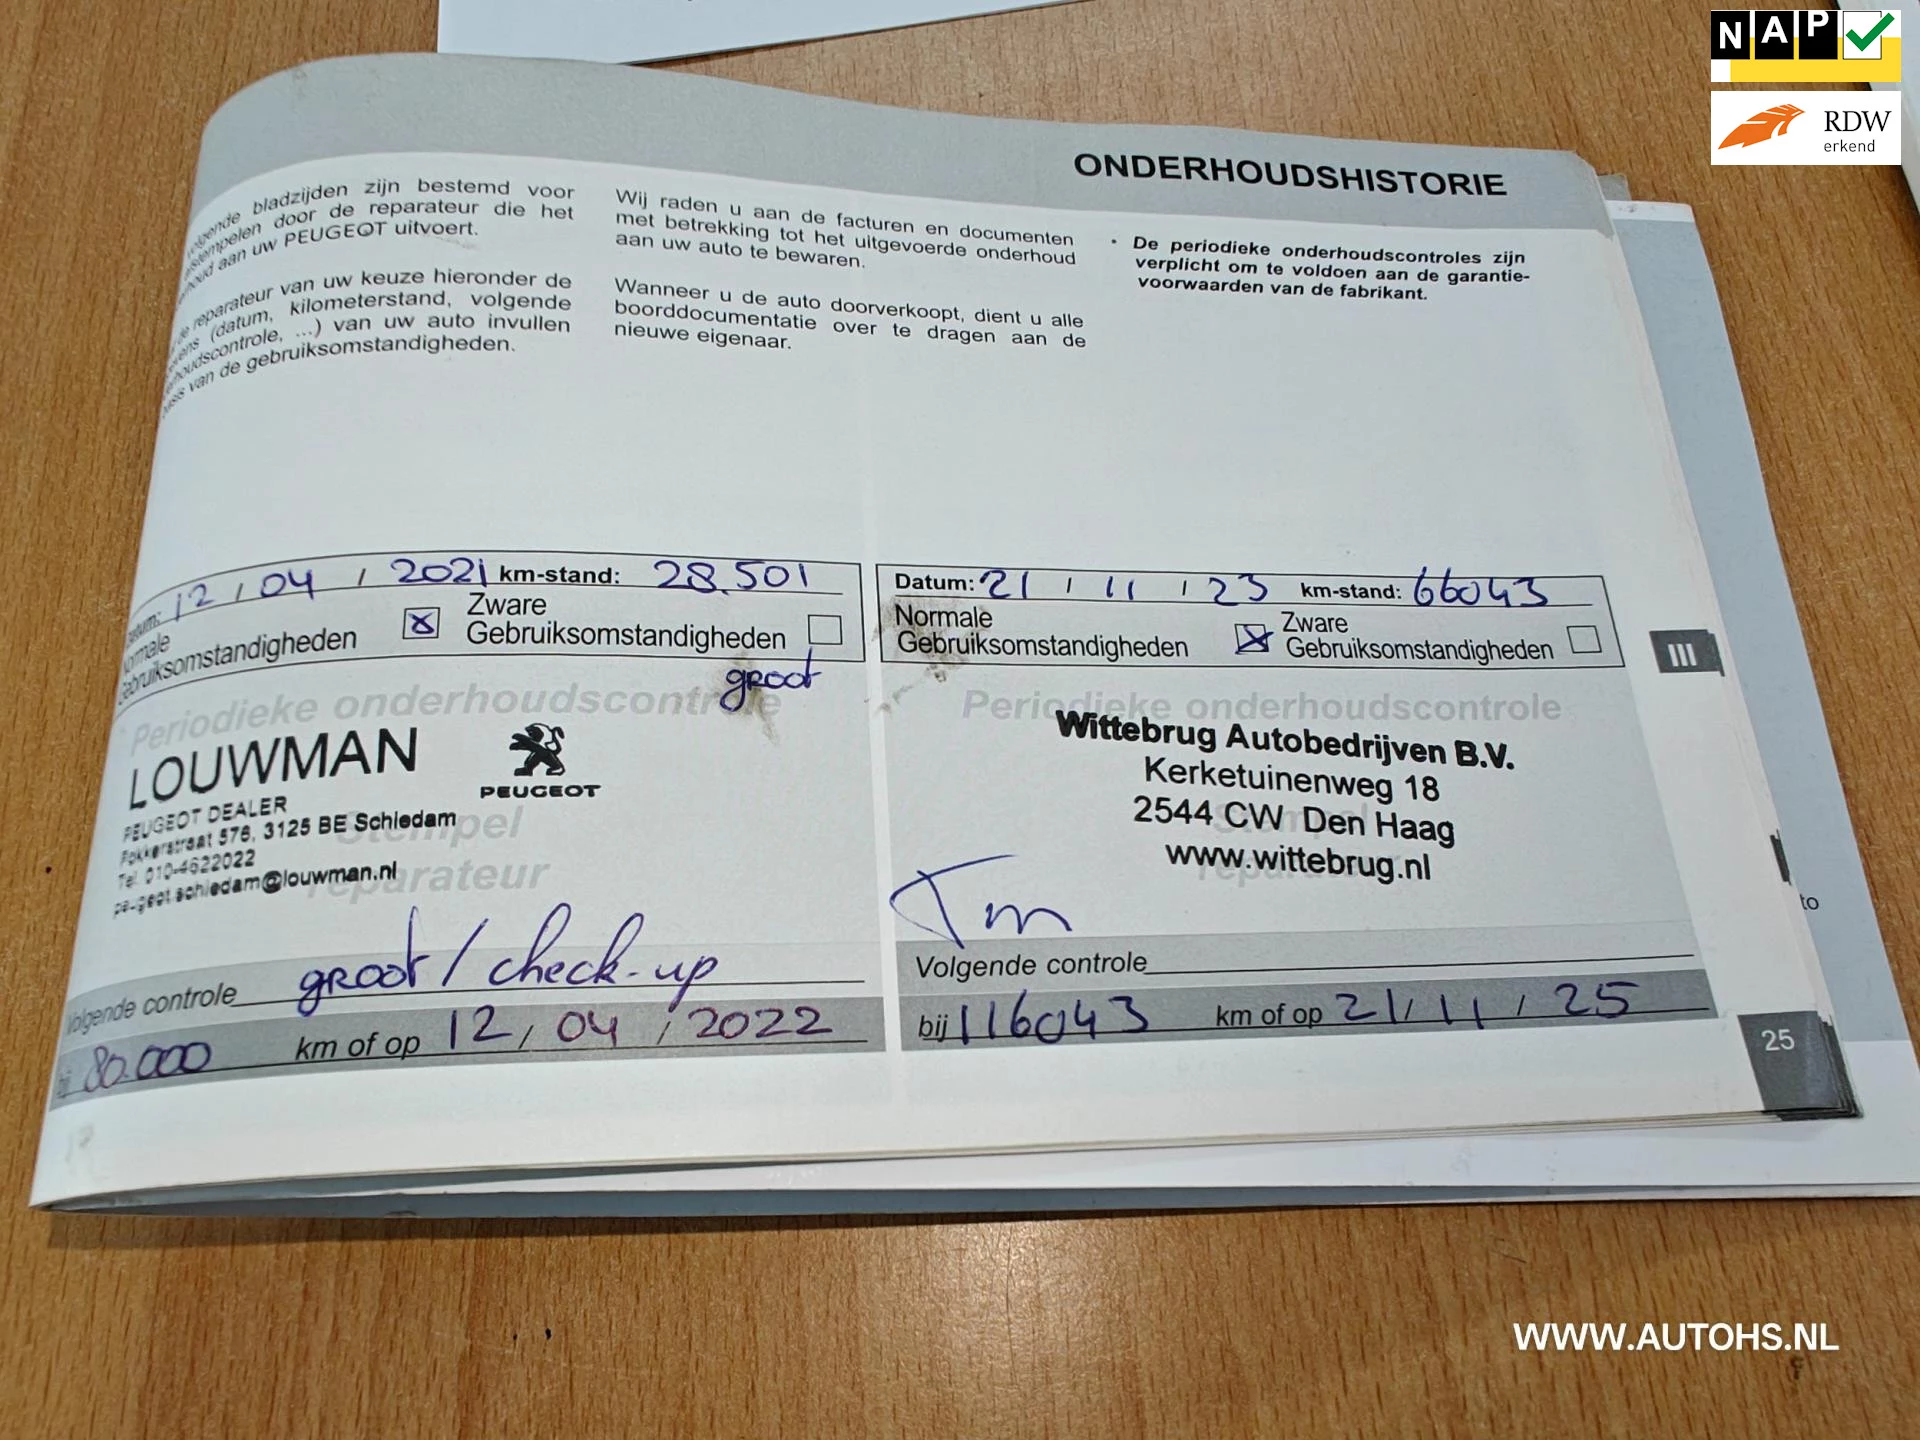 NAP
RDW
erkend
ONDERHOUDSHISTORIE
bladzijden zijn bestemd voor
door de reparateur die het
aan uw PEUGEOT uitvoert.
reparateur van uw keuze hieronder de
(datum, kilometerstand, volgende
...) van uw auto invullen
van de gebruiksomstandigheden.
Wij raden u aan de facturen en documenten
met betrekking tot het uitgevoerde onderhoud
aan uw auto te bewaren.
Wanneer u de auto doorverkoopt, dient u alle
boorddocumentatie over te dragen aan de
nieuwe eigenaar.
• De periodieke onderhoudscontroles zijn
verplicht om te voldoen aan de garantie-
voorwaarden van de fabrikant.
12 / 04 / 2021 km-stand: 28.501
Normale
Gebruiksomstandigheden
Zware
Gebruiksomstandigheden
groot
Periodieke onderhoudscontrole
LOUWMAN
PEUGEOT
PEUGEOT DEALER
Fokkerstraat 576, 3125 BE Schiedam
Tel. 010-4622022
peugeot.schiedam@louwman.nl
Stempel
reparateur
Volgende controle groot / check-up
bij 80.000 km of op 12 / 04 / 2022
Datum: 21 / 11 / 23 km-stand: 66043
Normale
Gebruiksomstandigheden
Zware
Gebruiksomstandigheden
Periodieke onderhoudscontrole
Wittebrug Autobedrijven B.V.
Kerketuinenweg 18
2544 CW Den Haag
www.wittebrug.nl
Volgende controle
bij 116043 km of op 21 / 11 / 25
III
25
to
WWW.AUTOHS.NL